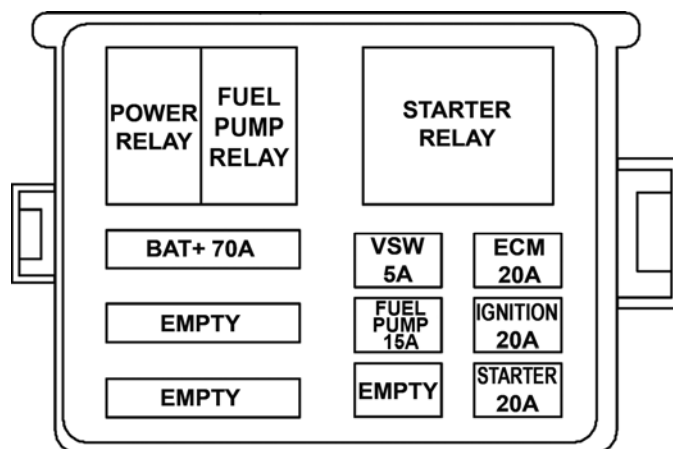 POWER
RELAY
FUEL
PUMP
RELAY
STARTER
RELAY
BAT+ 70A
VSW
5A
ECM
20A
EMPTY
FUEL
PUMP
15A
IGNITION
20A
EMPTY
EMPTY
STARTER
20A